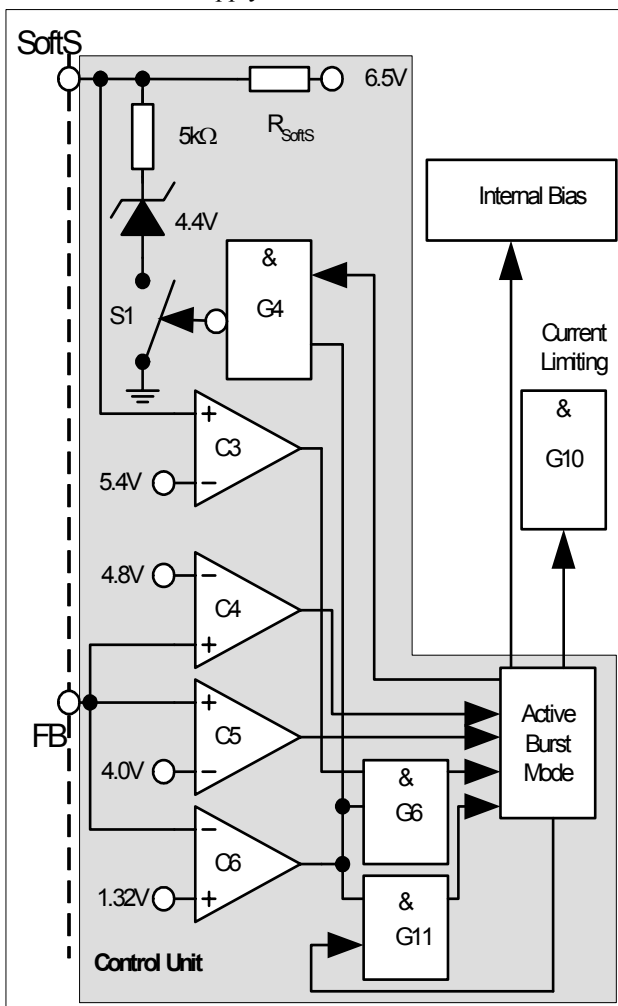 SoftS
6.5V
5kΩ
R_SoftS
4.4V
Internal Bias
&
G4
S1
Current
Limiting
&
G10
+
C3
5.4V
–
4.8V
–
C4
+
FB
+
C5
4.0V
–
Active
Burst
Mode
&
G6
–
C6
1.32V
+
&
G11
Control Unit